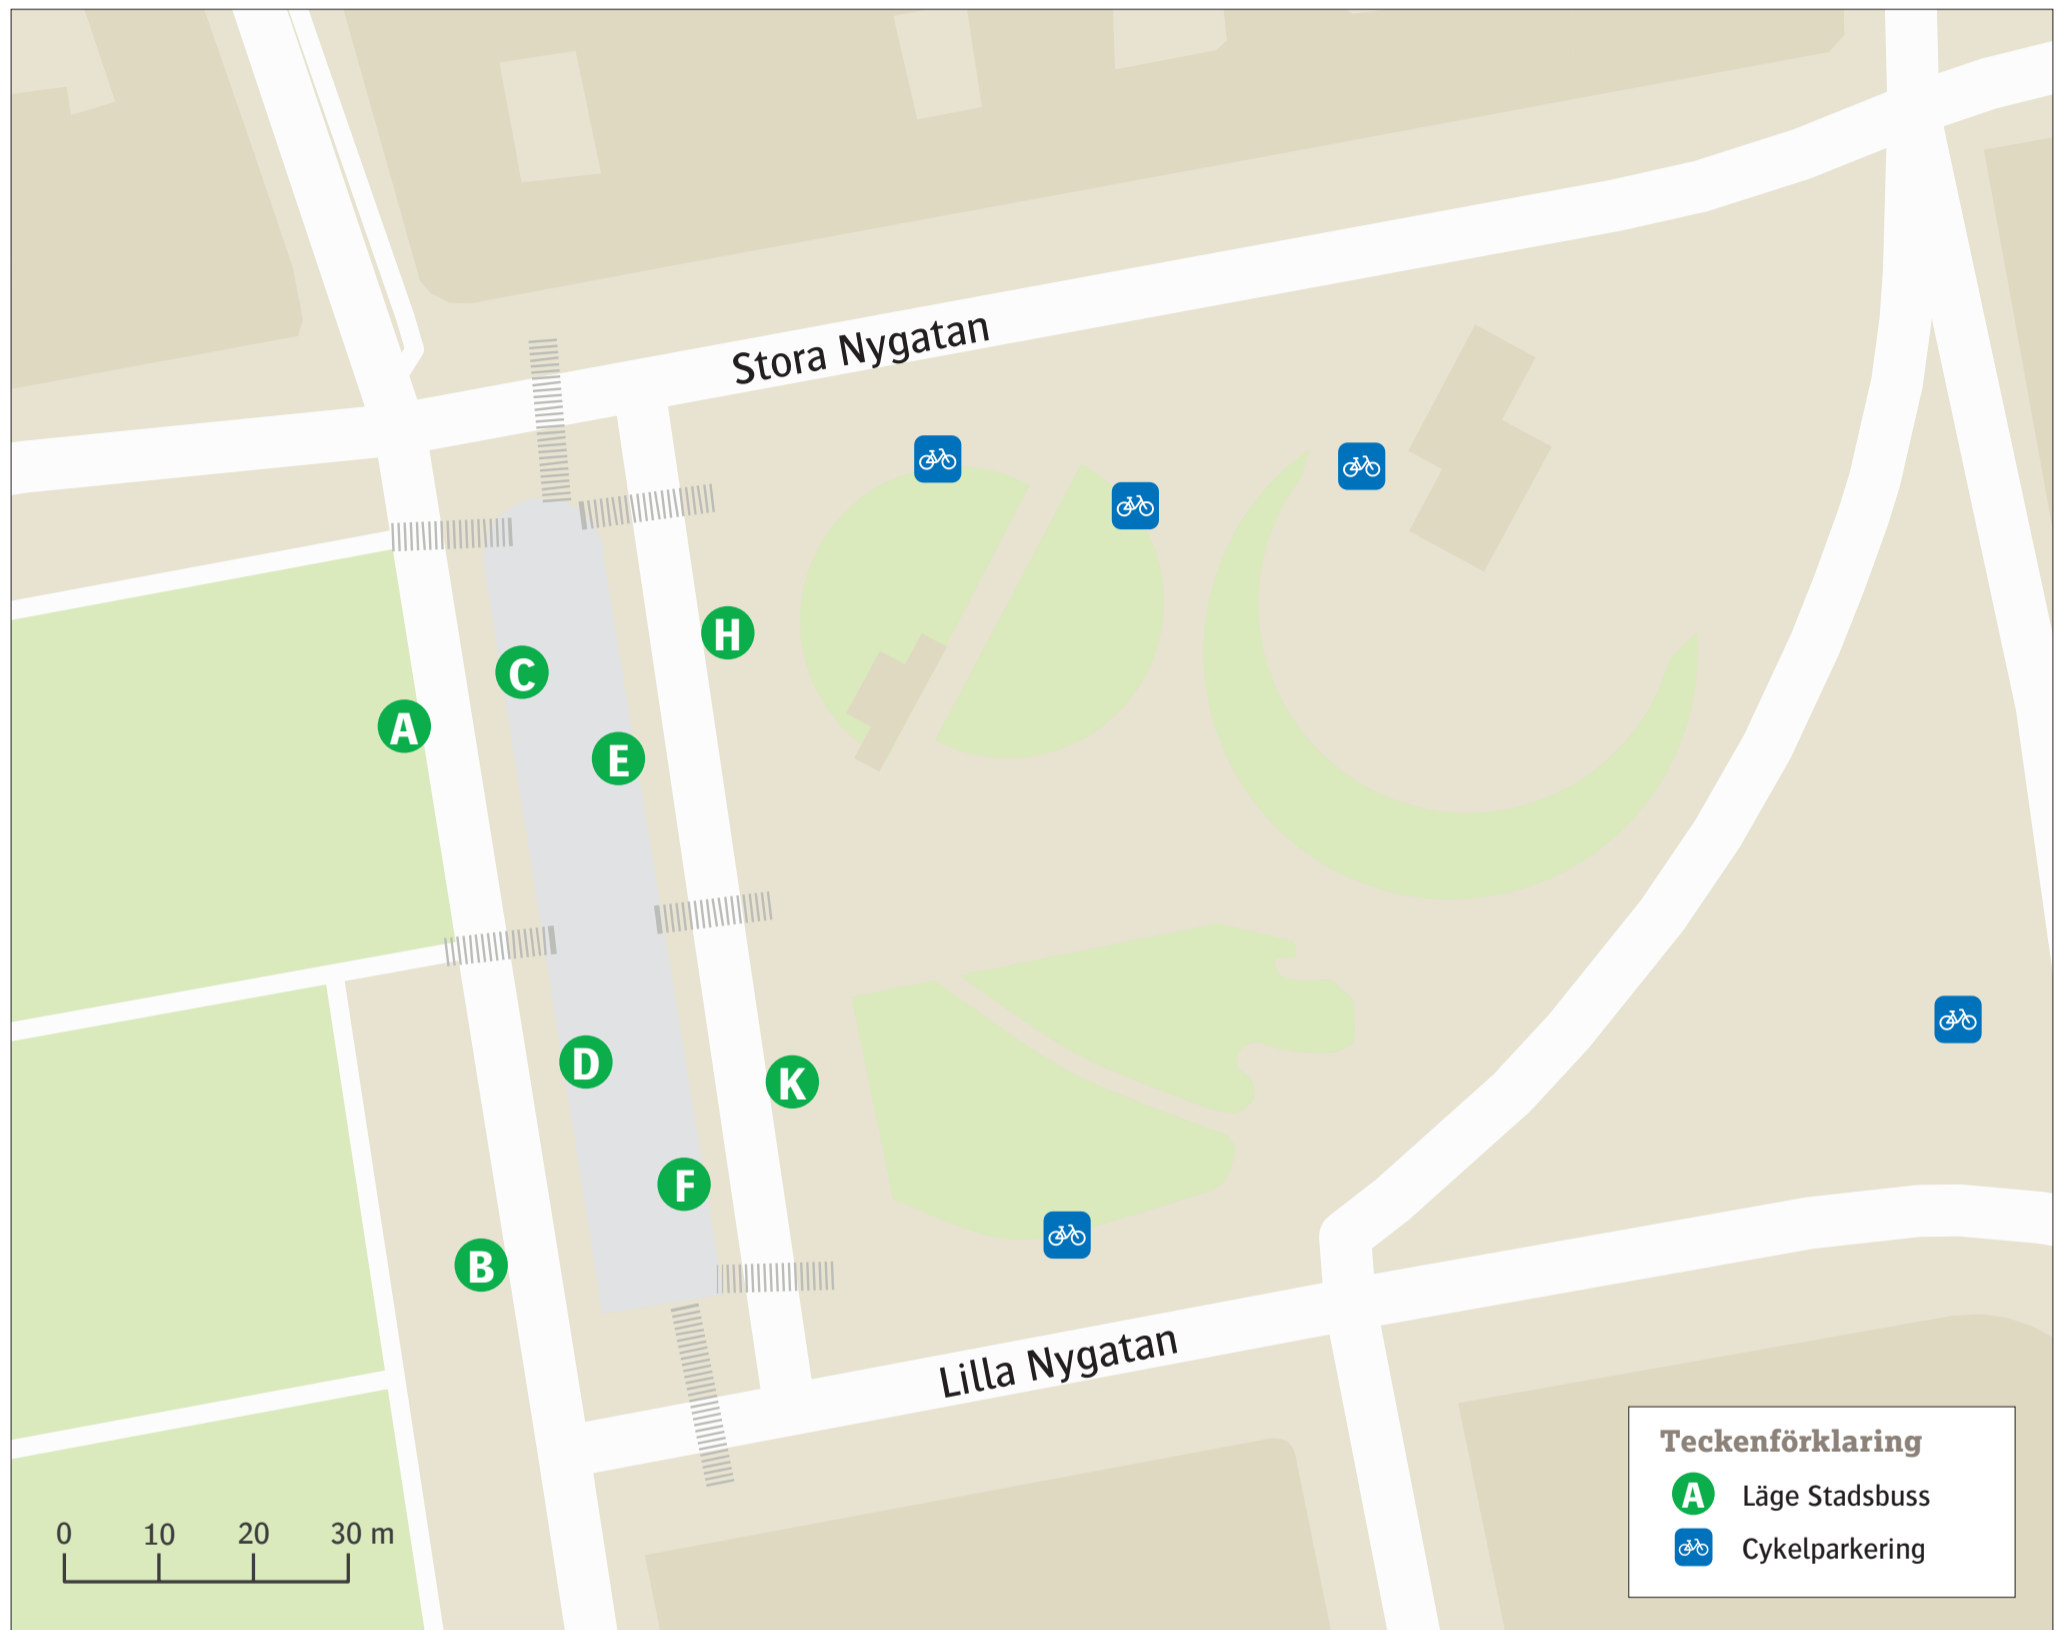 Stora Nygatan
H
C
A
E
D
K
F
B
Lilla Nygatan
Teckenförklaring
A Läge Stadsbuss
Cykelparkering
0 10 20 30 m